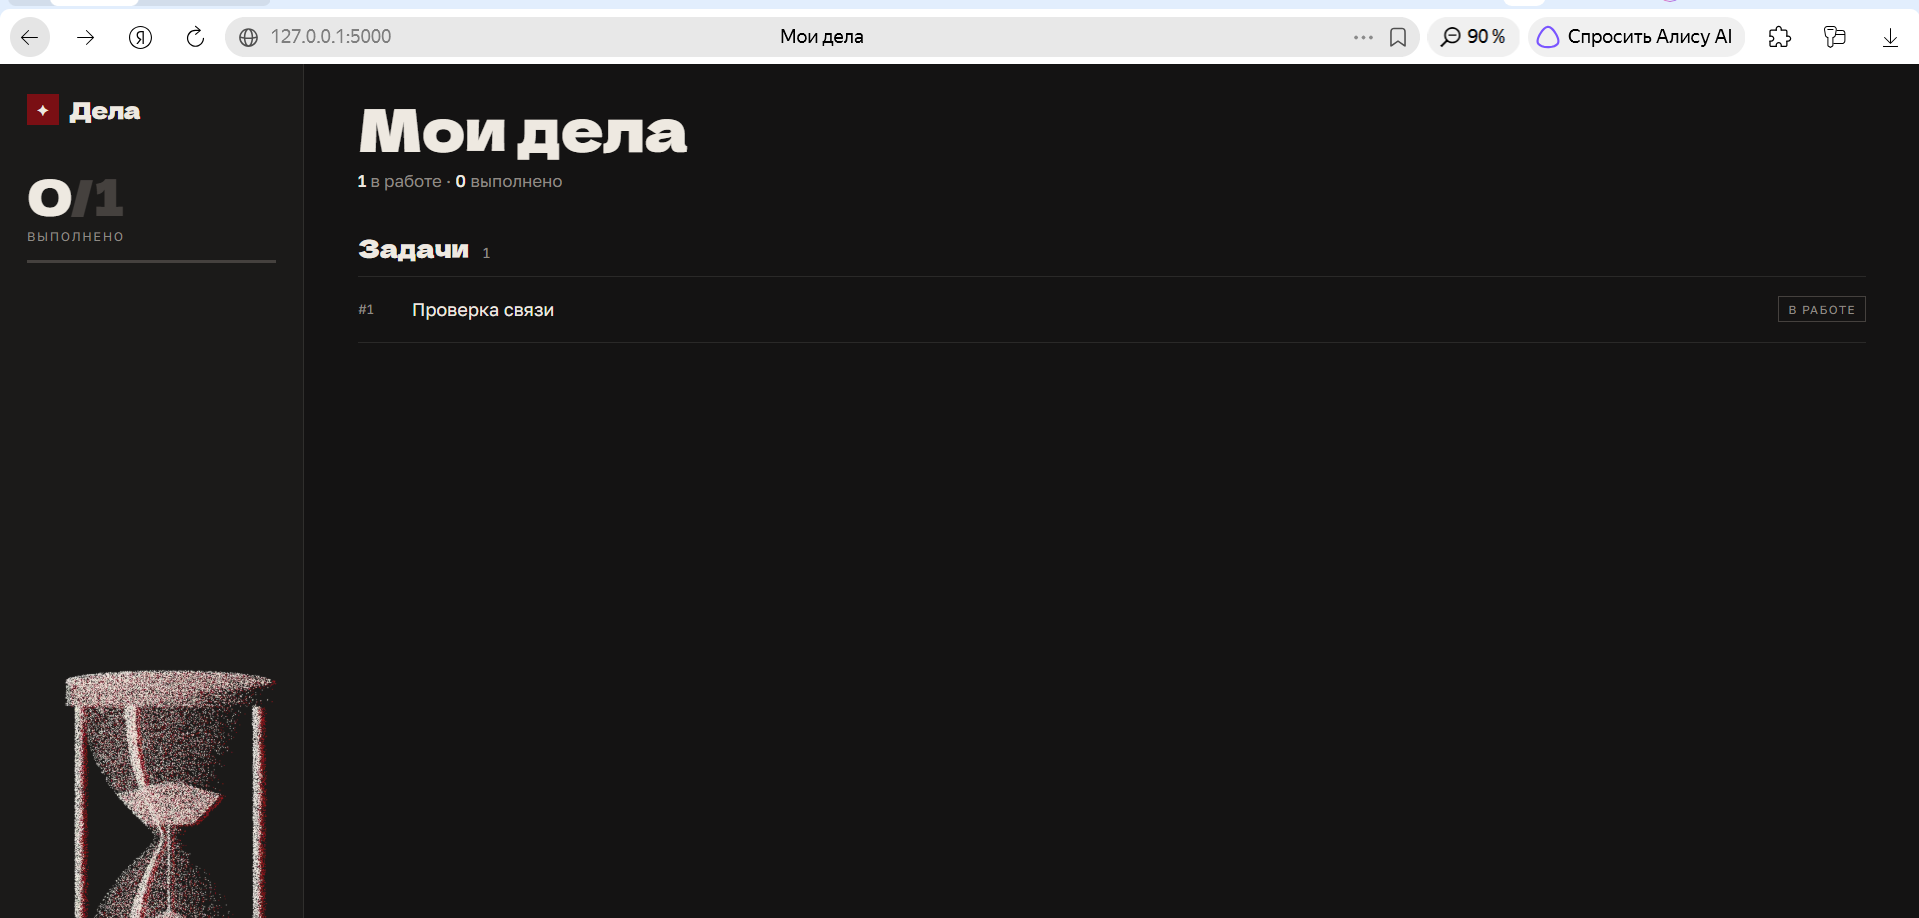 127.0.0.1:5000
Мои дела
90 %
Спросить Алису AI
Дела
0/1
ВЫПОЛНЕНО
Мои дела
1 в работе · 0 выполнено
Задачи 1
#1 Проверка связи В РАБОТЕ